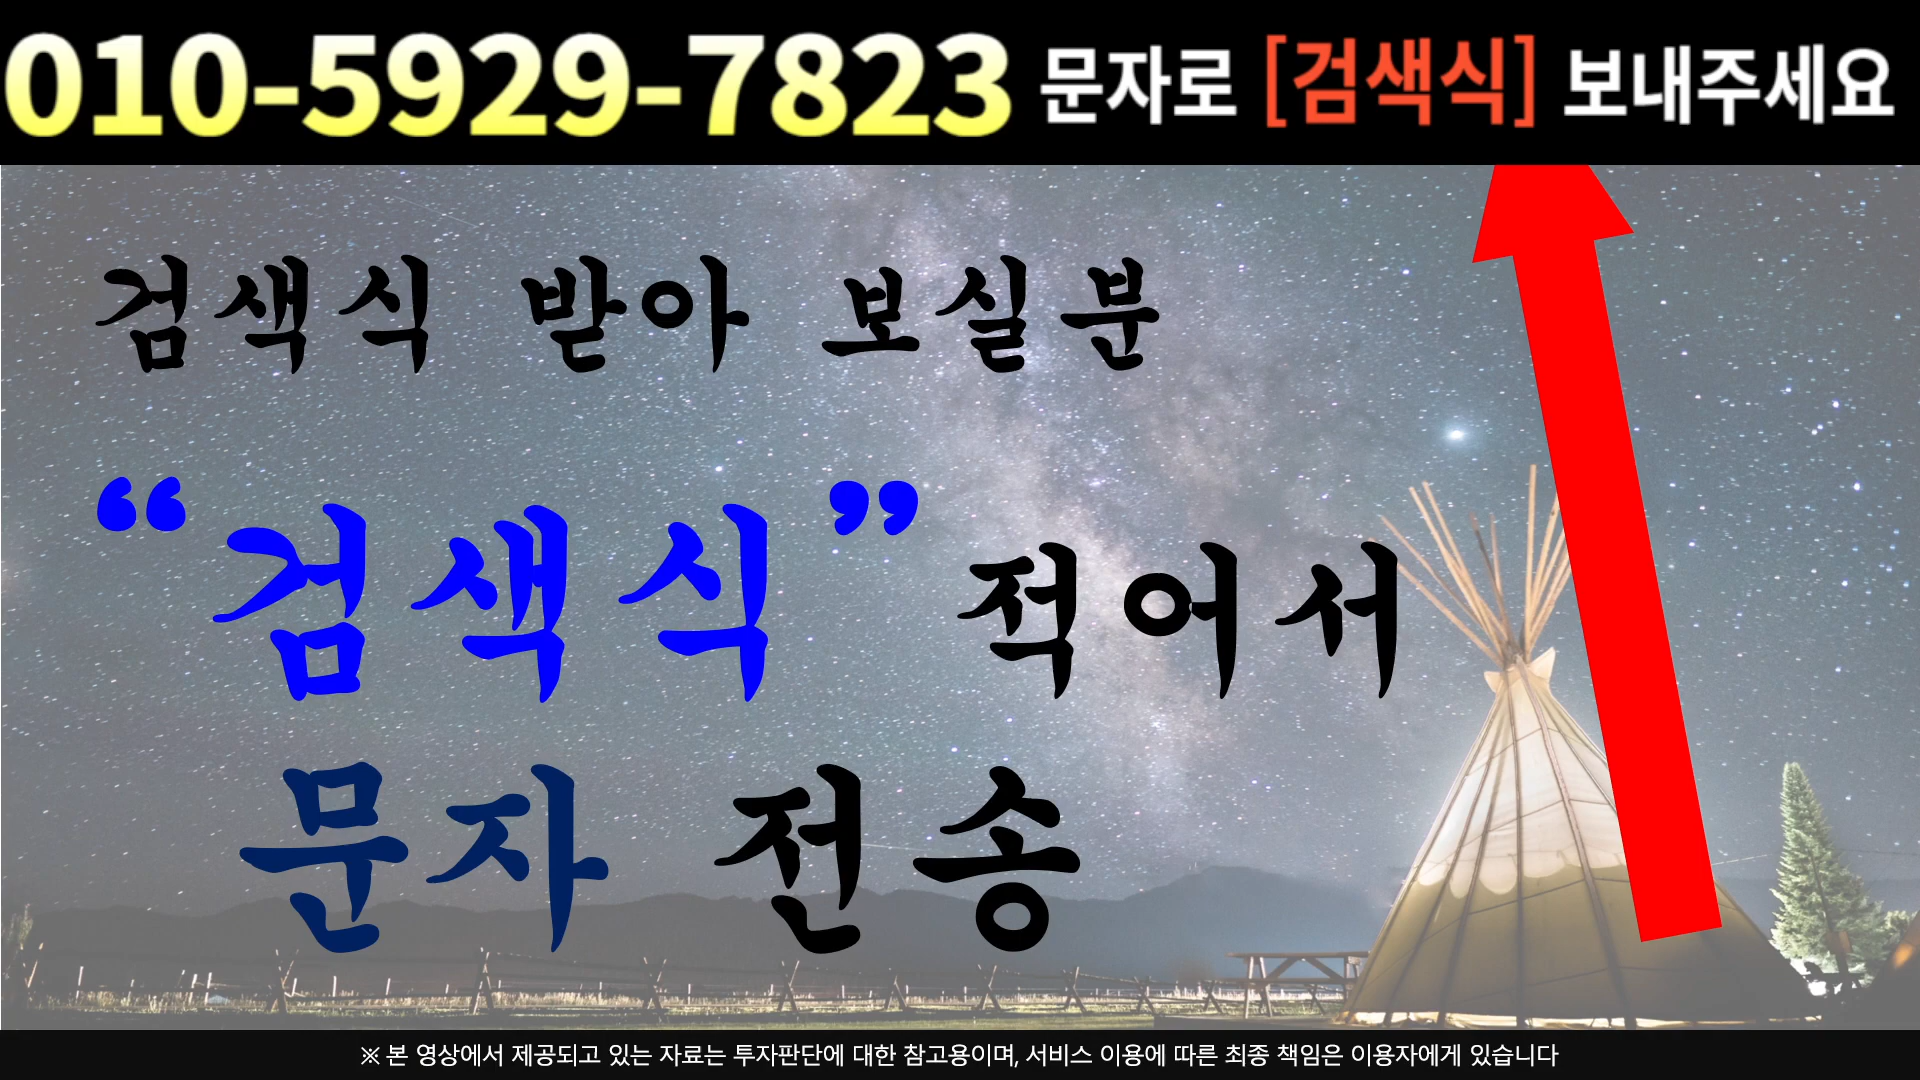 010-5929-7823 문자로 [검색식] 보내주세요
검색식 받아 보실분
“검색식” 적어서
문자 전송
※ 본 영상에서 제공되고 있는 자료는 투자판단에 대한 참고용이며, 서비스 이용에 따른 최종 책임은 이용자에게 있습니다